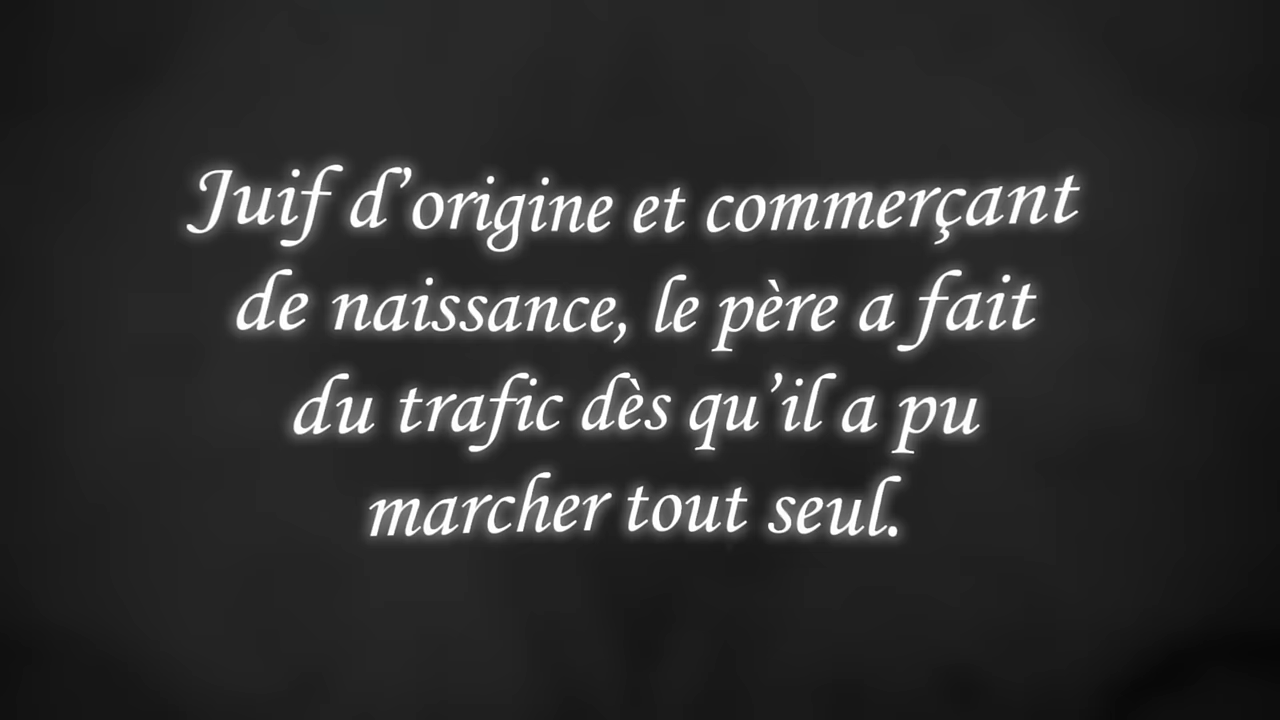 Juif d’origine et commerçant
de naissance, le père a fait
du trafic dès qu’il a pu
marcher tout seul.